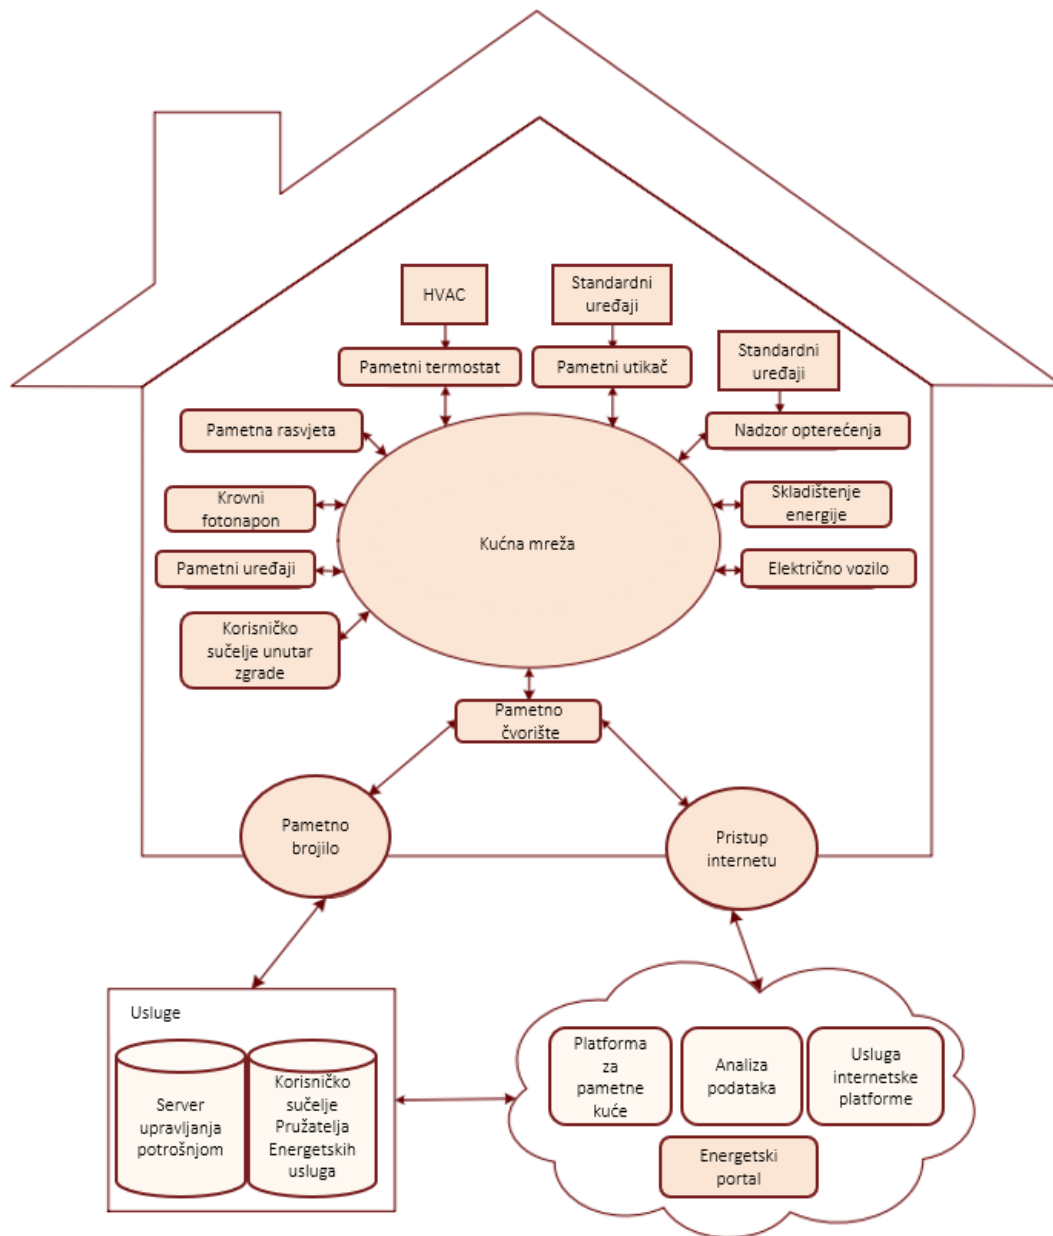 HVAC
Standardni
uređaji
Standardni
uređaji
Pametni termostat
Pametni utikač
Pametna rasvjeta
Nadzor opterećenja
Krovni
fotonapon
Skladištenje
energije
Kućna mreža
Pametni uređaji
Električno vozilo
Korisničko
sučelje unutar
zgrade
Pametno
čvorište
Pametno
brojilo
Pristup
internetu
Usluge
Server
upravljanja
potrošnjom
Korisničko
sučelje
Pružatelja
Energetskih
usluga
Platforma
za
pametne
kuće
Analiza
podataka
Usluga
internetske
platforme
Energetski
portal